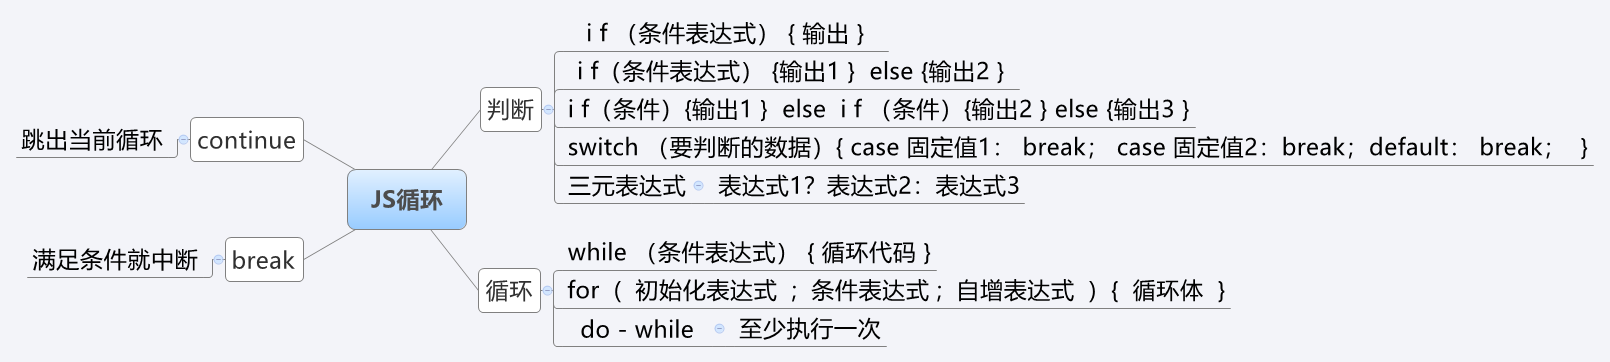 JS循环
判断
if （条件表达式） { 输出 }
if（条件表达式） {输出1 } else {输出2 }
if（条件）{输出1 } else if （条件）{输出2 } else {输出3 }
switch （要判断的数据）{ case 固定值1： break； case 固定值2：break；default： break； }
三元表达式 表达式1？表达式2：表达式3
循环
while （条件表达式） { 循环代码 }
for（ 初始化表达式 ；条件表达式；自增表达式 ）{ 循环体 }
do - while 至少执行一次
continue
跳出当前循环
break
满足条件就中断